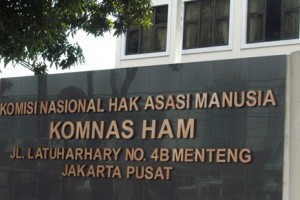 KOMISI NASIONAL HAK ASASI MANUSIA
KOMNAS HAM
JL. LATUHARHARY NO. 4B MENTENG
JAKARTA PUSAT